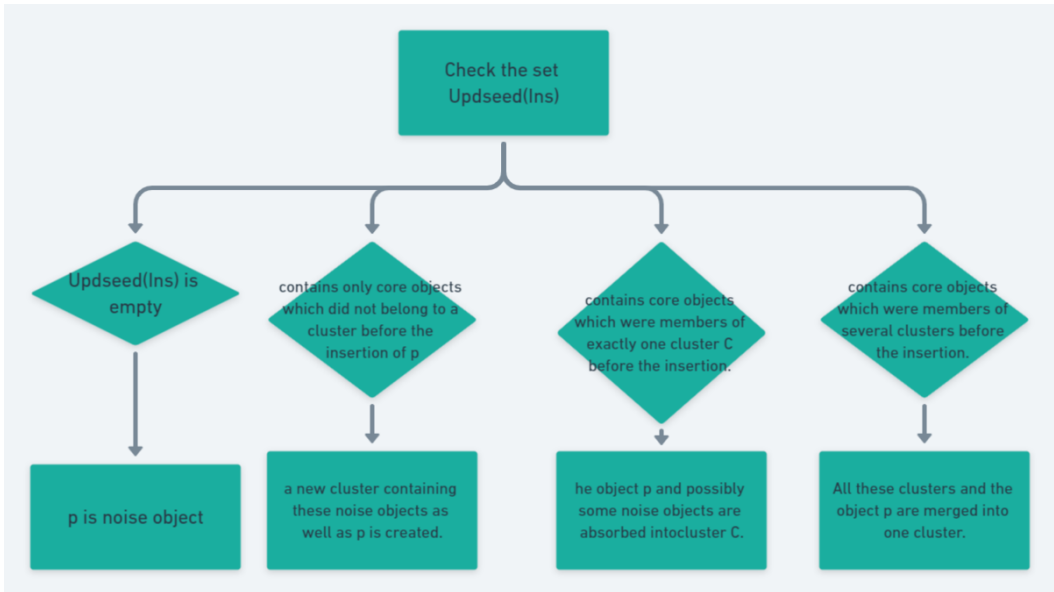 Check the set
Updseed(Ins)
Updseed(Ins) is
empty
contains only core objects
which did not belong to a
cluster before the
insertion of p
contains core objects
which were members of
exactly one cluster C
before the insertion.
contains core objects
which were members of
several clusters before
the insertion.
p is noise object
a new cluster containing
these noise objects as
well as p is created.
he object p and possibly
some noise objects are
absorbed intocluster C.
All these clusters and the
object p are merged into
one cluster.